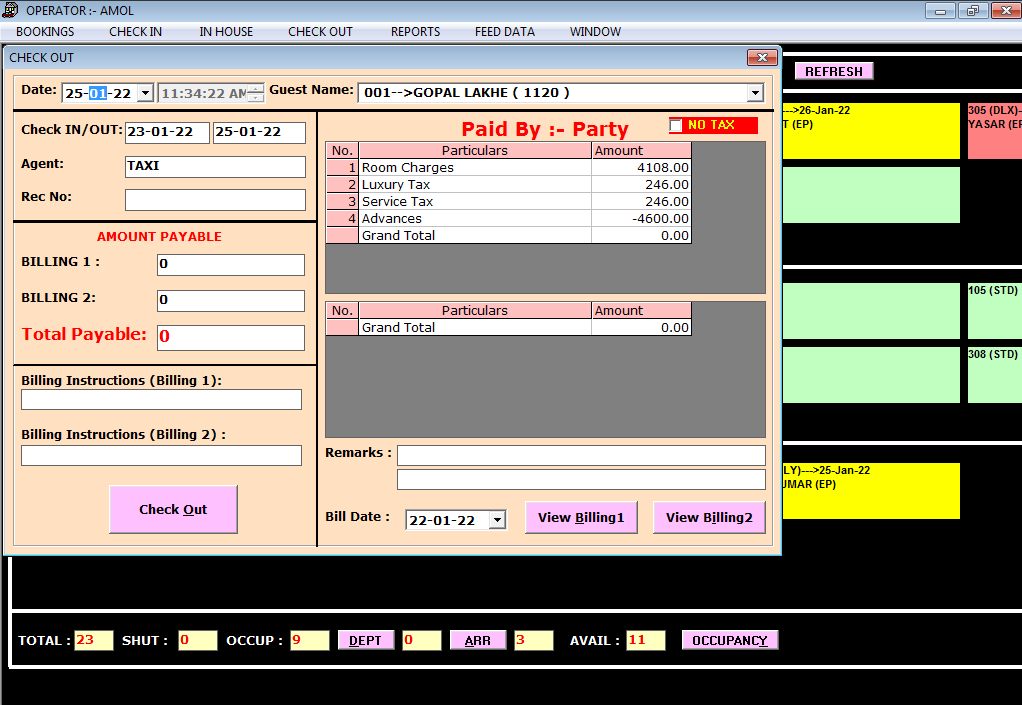 OPERATOR :- AMOL
BOOKINGS CHECK IN IN HOUSE CHECK OUT REPORTS FEED DATA WINDOW
CHECK OUT
Date: 25-01-22 11:34:22 AM Guest Name: 001-->GOPAL LAKHE ( 1120 )
REFRESH
Check IN/OUT: 23-01-22 25-01-22
Agent: TAXI
Rec No:
AMOUNT PAYABLE
BILLING 1 : 0
BILLING 2: 0
Total Payable: 0
Billing Instructions (Billing 1):
Billing Instructions (Billing 2) :
Check Out
Paid By :- Party NO TAX
No. Particulars Amount
1 Room Charges 4108.00
2 Luxury Tax 246.00
3 Service Tax 246.00
4 Advances -4600.00
Grand Total 0.00
No. Particulars Amount
Grand Total 0.00
Remarks :
Bill Date : 22-01-22 View Billing1 View Billing2
-->26-Jan-22
T (EP)
305 (DLX)-
YASAR (EP
105 (STD)
308 (STD)
LY)--->25-Jan-22
UMAR (EP)
TOTAL : 23 SHUT : 0 OCCUP : 9 DEPT 0 ARR 3 AVAIL : 11 OCCUPANCY